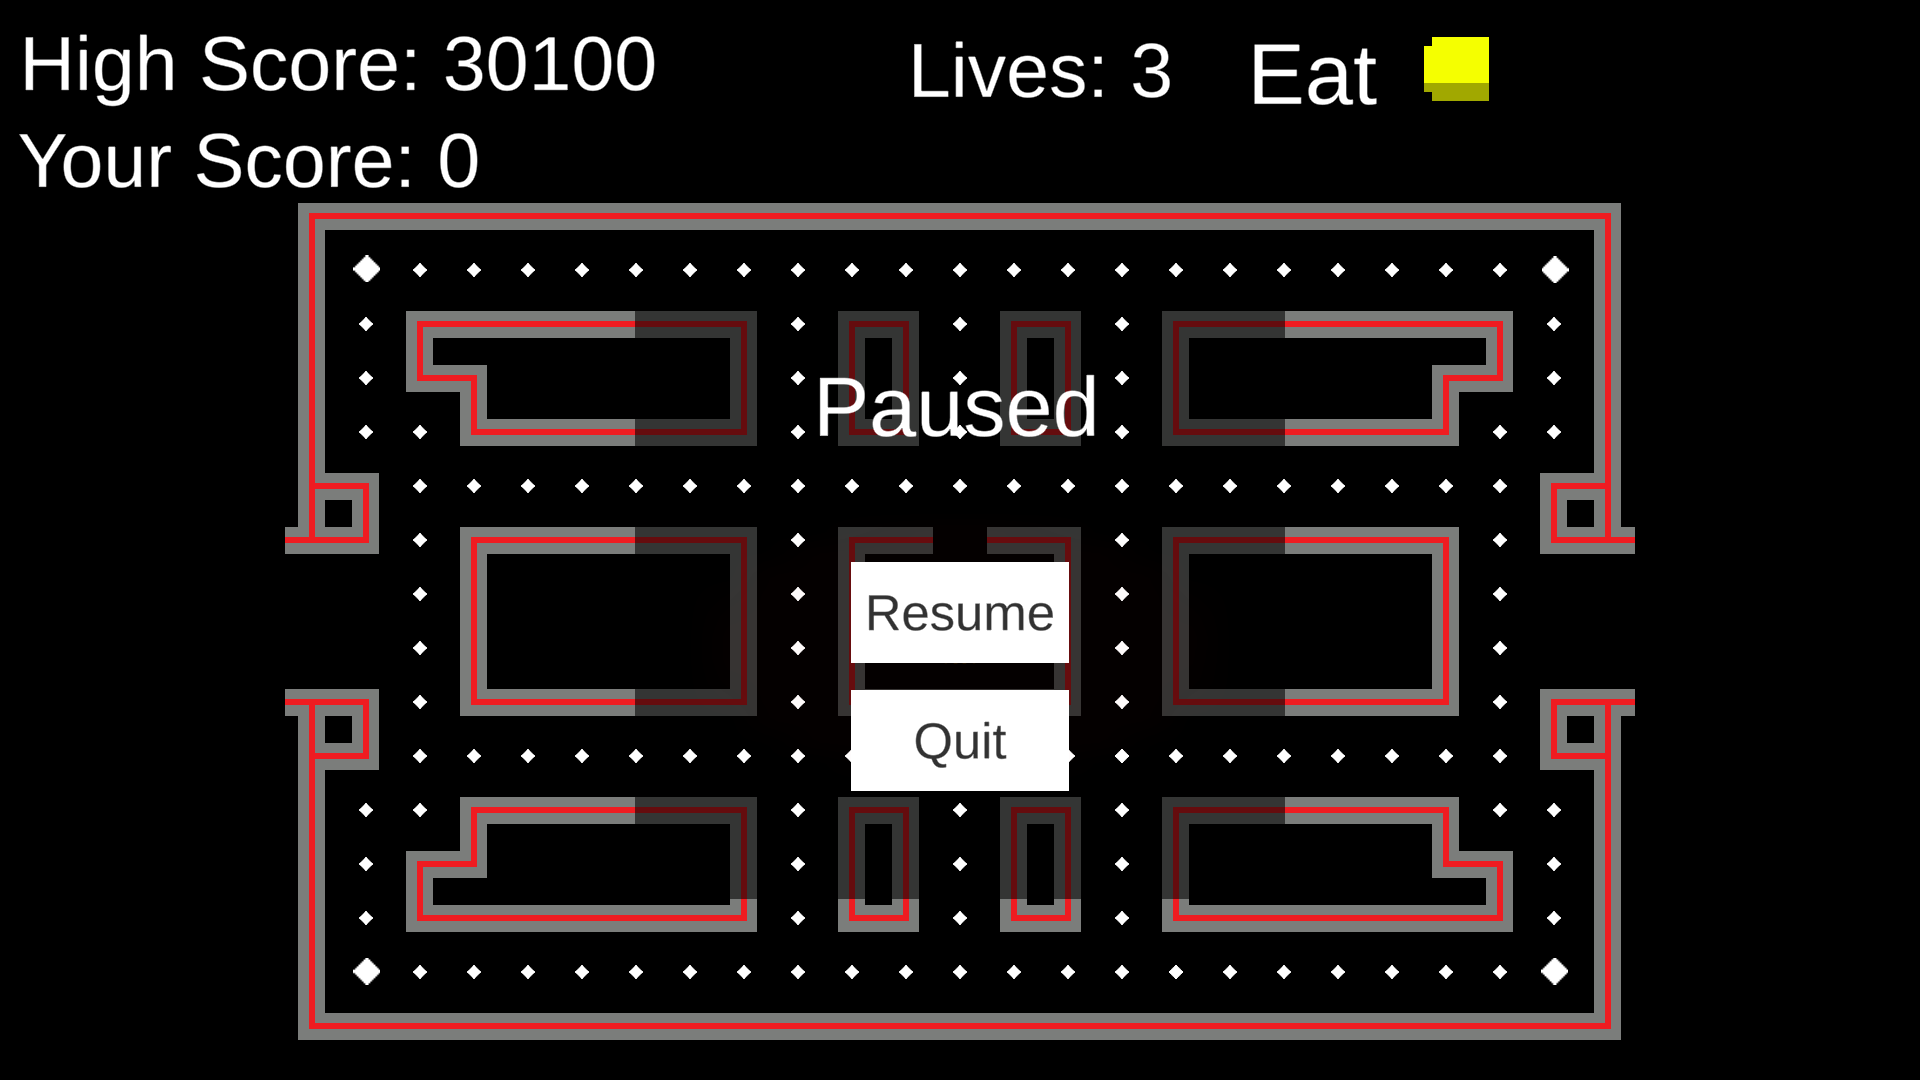 High Score: 30100
Lives: 3
Eat
Your Score: 0
Paused
Resume
Quit